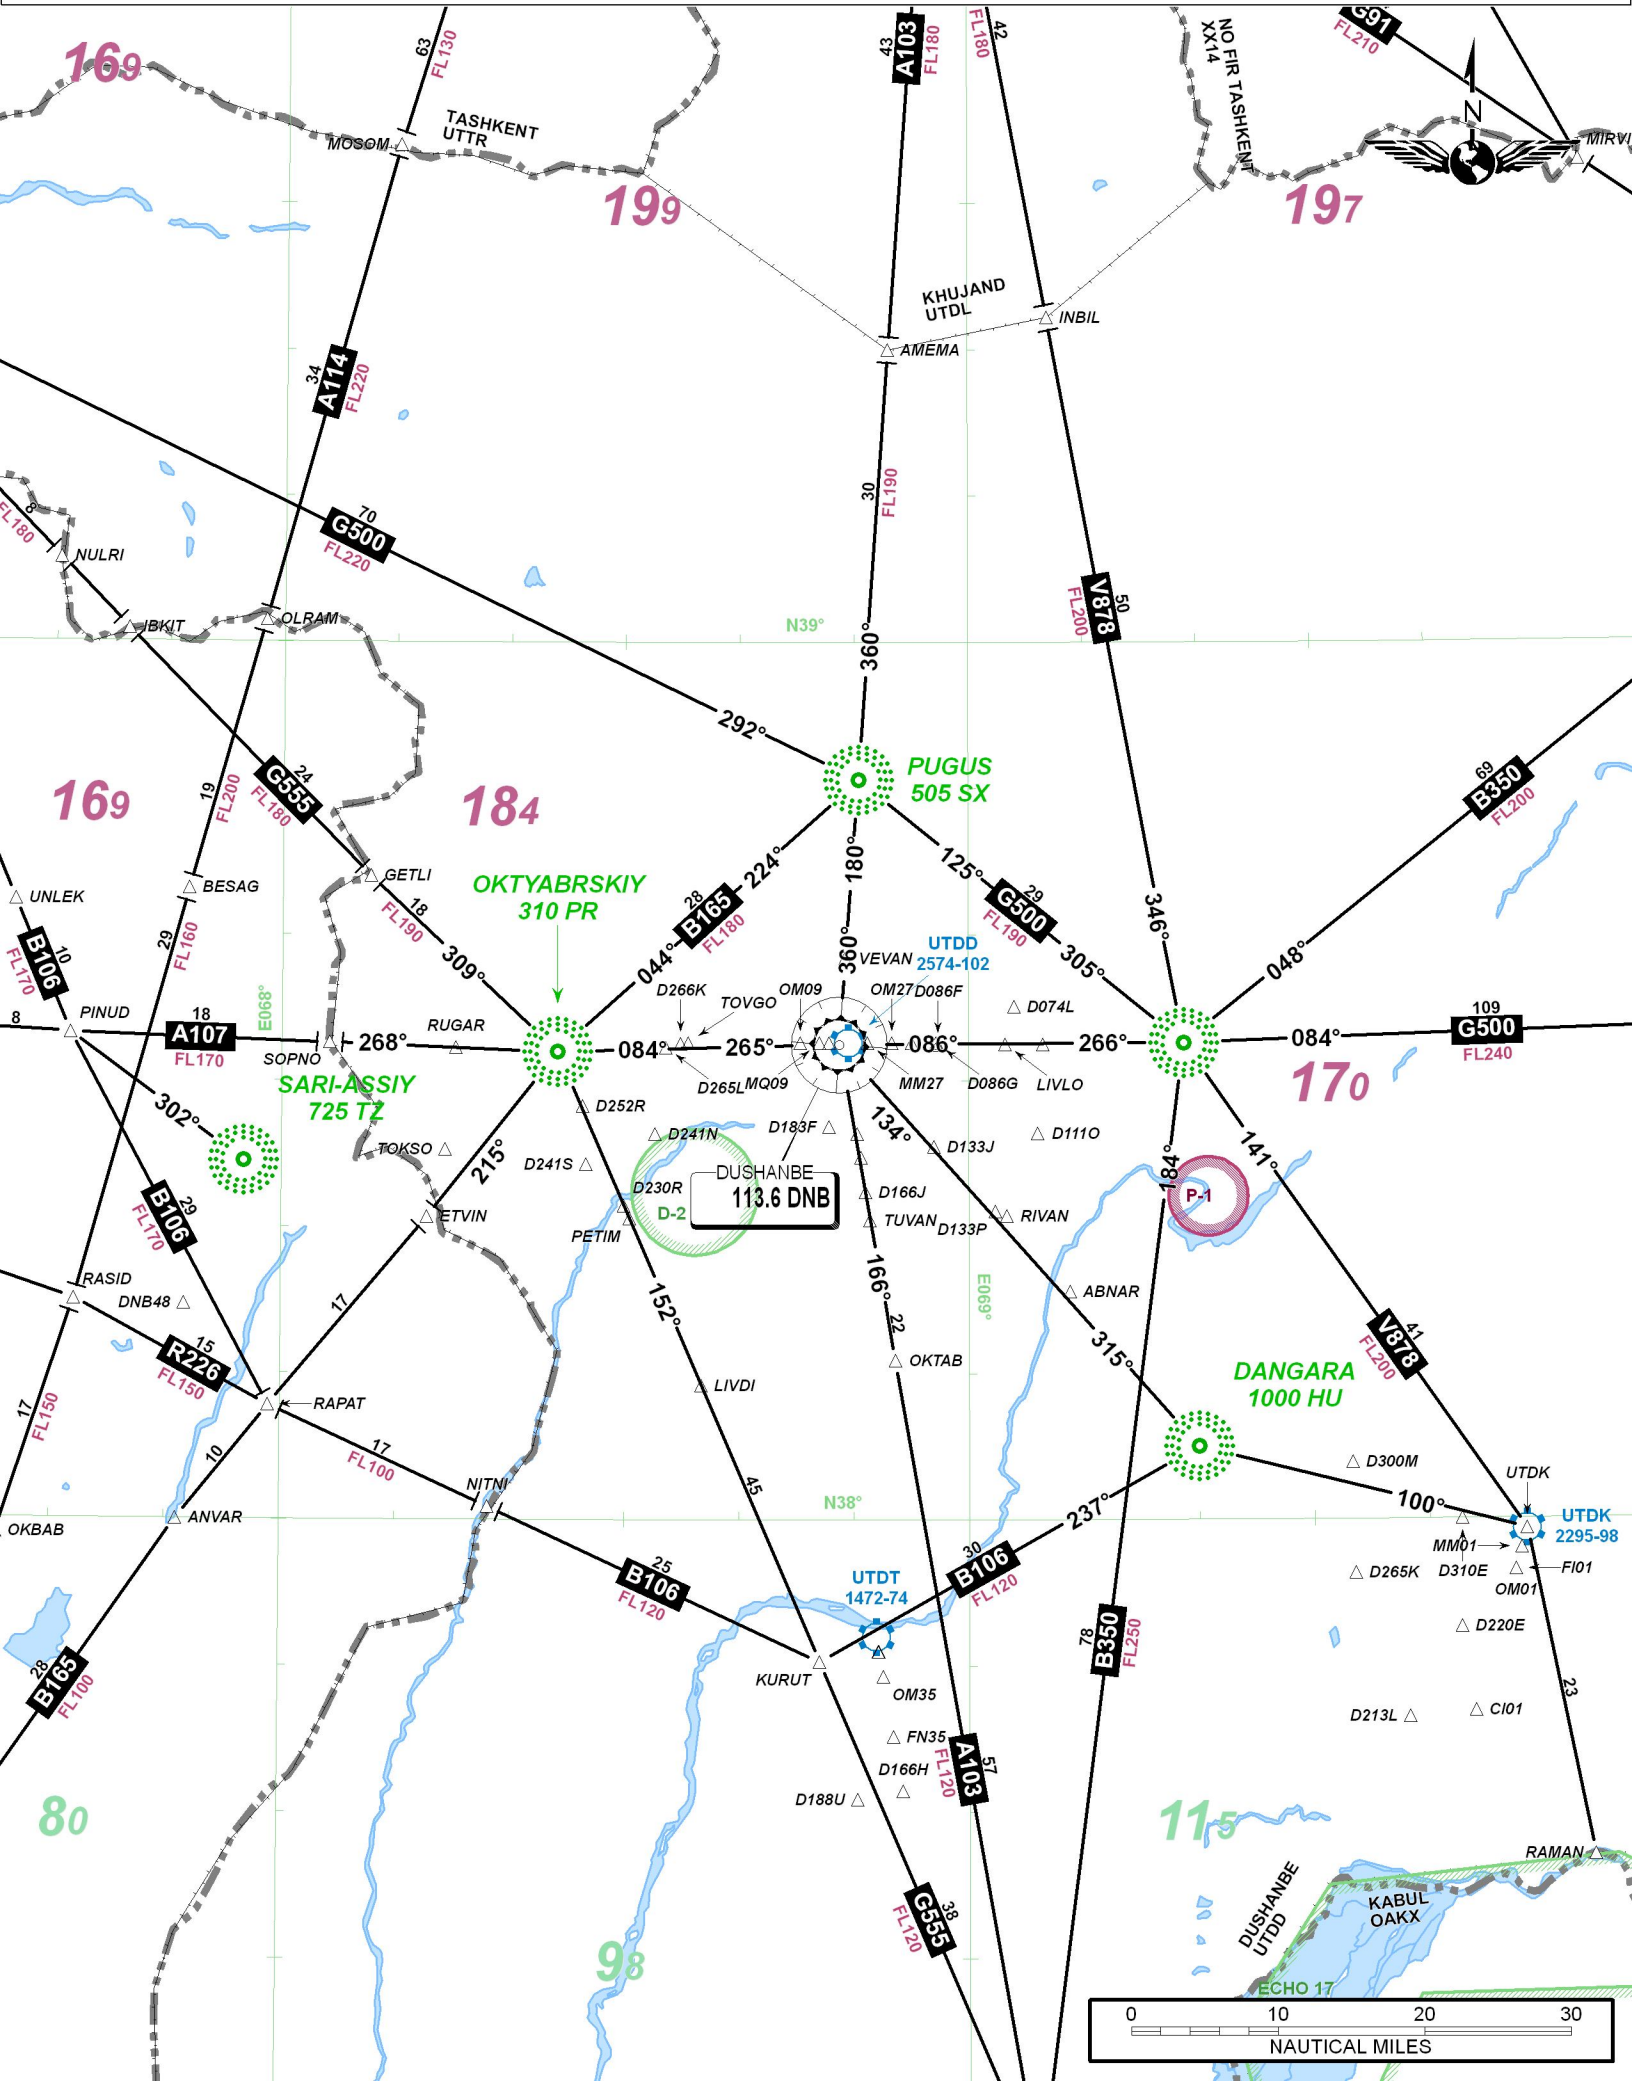 169
63
FL130
TASHKENT
UTTR
MOSOM
43
A103
FL180
FL180
42
NO FIR TASHKENT
XX14
G91
FL210
N
MIRVI
199
197
KHUJAND
UTDL
INBIL
AMEMA
34
A114
FL220
30
FL190
70
G500
FL220
8
FL180
NULRI
IBKIT
OLRAM
N39°
360°
V878
50
FL200
292°
PUGUS
505 SX
69
B350
FL200
169
184
24
G555
FL180
19
FL200
180°
224°
125°
346°
BESAG
GETLI
UNLEK
OKTYABRSKIY
310 PR
28
B165
FL180
29
G500
FL190
18
FL190
29
FL160
10
B106
FL170
309°
044°
360°
VEVAN
UTDD
2574-102
305°
048°
E068°
D266K
TOVGO
OM09
OM27
D086F
D074L
PINUD
8
18
A107
FL170
SOPNO
268°
RUGAR
084°
265°
086°
266°
084°
109
G500
FL240
D265L
MQ09
MM27
D086G
LIVLO
170
SARI-ASSIY
725 TZ
302°
D252R
D241N
D183F
134°
D133J
D111O
141°
TOKSO
215°
D241S
DUSHANBE
113.6 DNB
D230R
D-2
D166J
TUVAN
D133P
RIVAN
184°
P-1
PETIM
ETVIN
29
B106
FL170
166°
E069°
RASID
DNB48
17
152°
22
ABNAR
315°
41
V878
FL200
15
R226
FL150
OKTAB
DANGARA
1000 HU
LIVDI
RAPAT
17
FL150
10
17
FL100
45
NITNI
N38°
237°
D300M
100°
UTDK
UTDK
2295-98
OKBAB
ANVAR
MM01
D310E
FI01
OM01
D265K
25
B106
FL120
UTDT
1472-74
30
B106
FL120
D220E
28
B165
FL100
78
B350
FL250
KURUT
OM35
23
D213L
CI01
FN35
D166H
D188U
FL120
A103
57
80
115
RAMAN
38
G555
FL120
98
DUSHANBE
UTDD
KABUL
OAKX
ECHO 17
0 10 20 30
NAUTICAL MILES